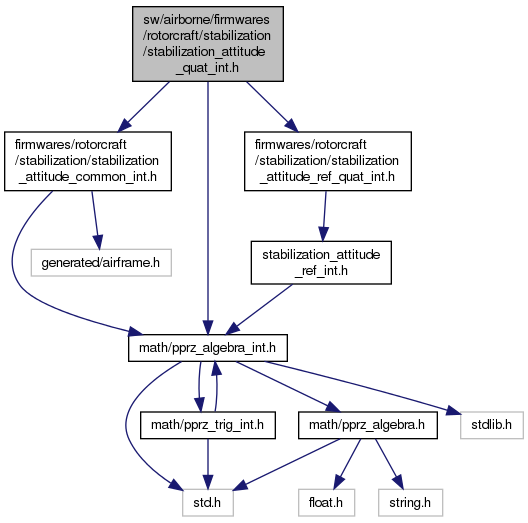 sw/airborne/firmwares
/rotorcraft/stabilization
/stabilization_attitude
_quat_int.h
firmwares/rotorcraft
/stabilization/stabilization
_attitude_common_int.h
firmwares/rotorcraft
/stabilization/stabilization
_attitude_ref_quat_int.h
generated/airframe.h
stabilization_attitude
_ref_int.h
math/pprz_algebra_int.h
math/pprz_trig_int.h
math/pprz_algebra.h
stdlib.h
std.h
float.h
string.h